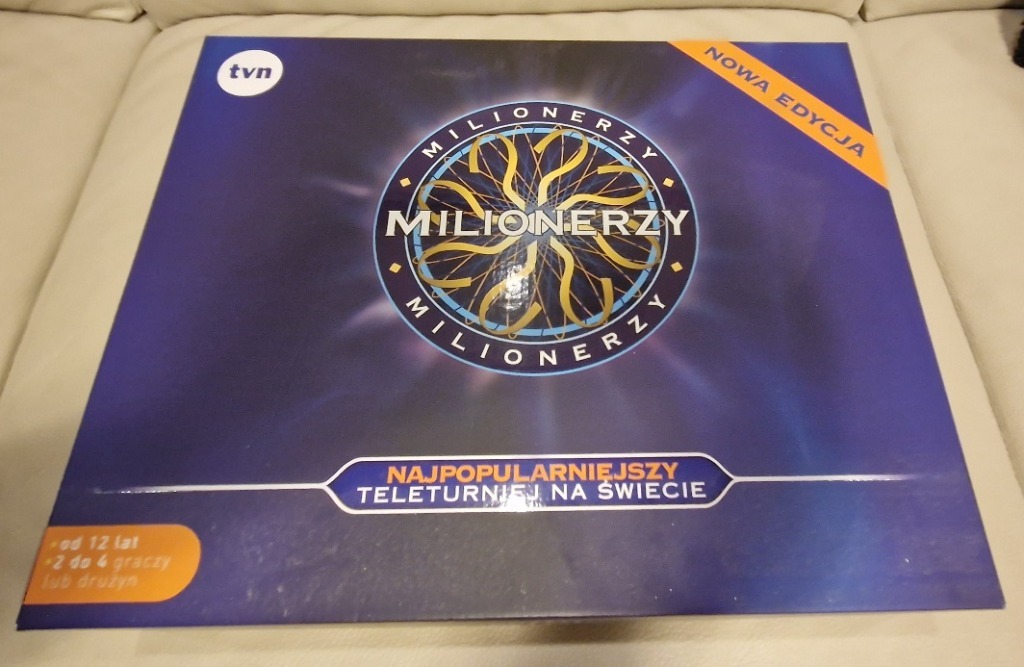 tvn
NOWA EDYCJA
MILIONERZY
MILIONERZY
MILIONERZY
NAJPOPULARNIEJSZY
TELETURNIEJ NA ŚWIECIE
• od 12 lat
• 2 do 4 graczy
lub drużyn